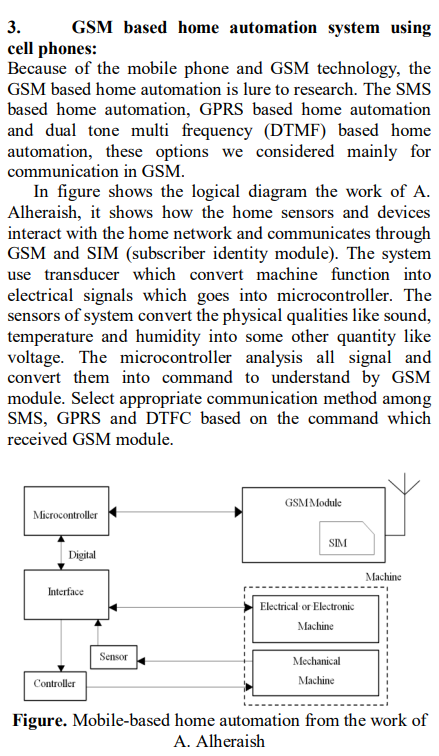 3. GSM based home automation system using
cell phones:
Because of the mobile phone and GSM technology, the
GSM based home automation is lure to research. The SMS
based home automation, GPRS based home automation
and dual tone multi frequency (DTMF) based home
automation, these options we considered mainly for
communication in GSM.
In figure shows the logical diagram the work of A.
Alheraish, it shows how the home sensors and devices
interact with the home network and communicates through
GSM and SIM (subscriber identity module). The system
use transducer which convert machine function into
electrical signals which goes into microcontroller. The
sensors of system convert the physical qualities like sound,
temperature and humidity into some other quantity like
voltage. The microcontroller analysis all signal and
convert them into command to understand by GSM
module. Select appropriate communication method among
SMS, GPRS and DTFC based on the command which
received GSM module.
GSM Module
Microcontroller
SIM
Digital
Machine
Interface
Electrical or Electronic
Machine
Sensor
Mechanical
Machine
Controller
Figure. Mobile-based home automation from the work of
A. Alheraish